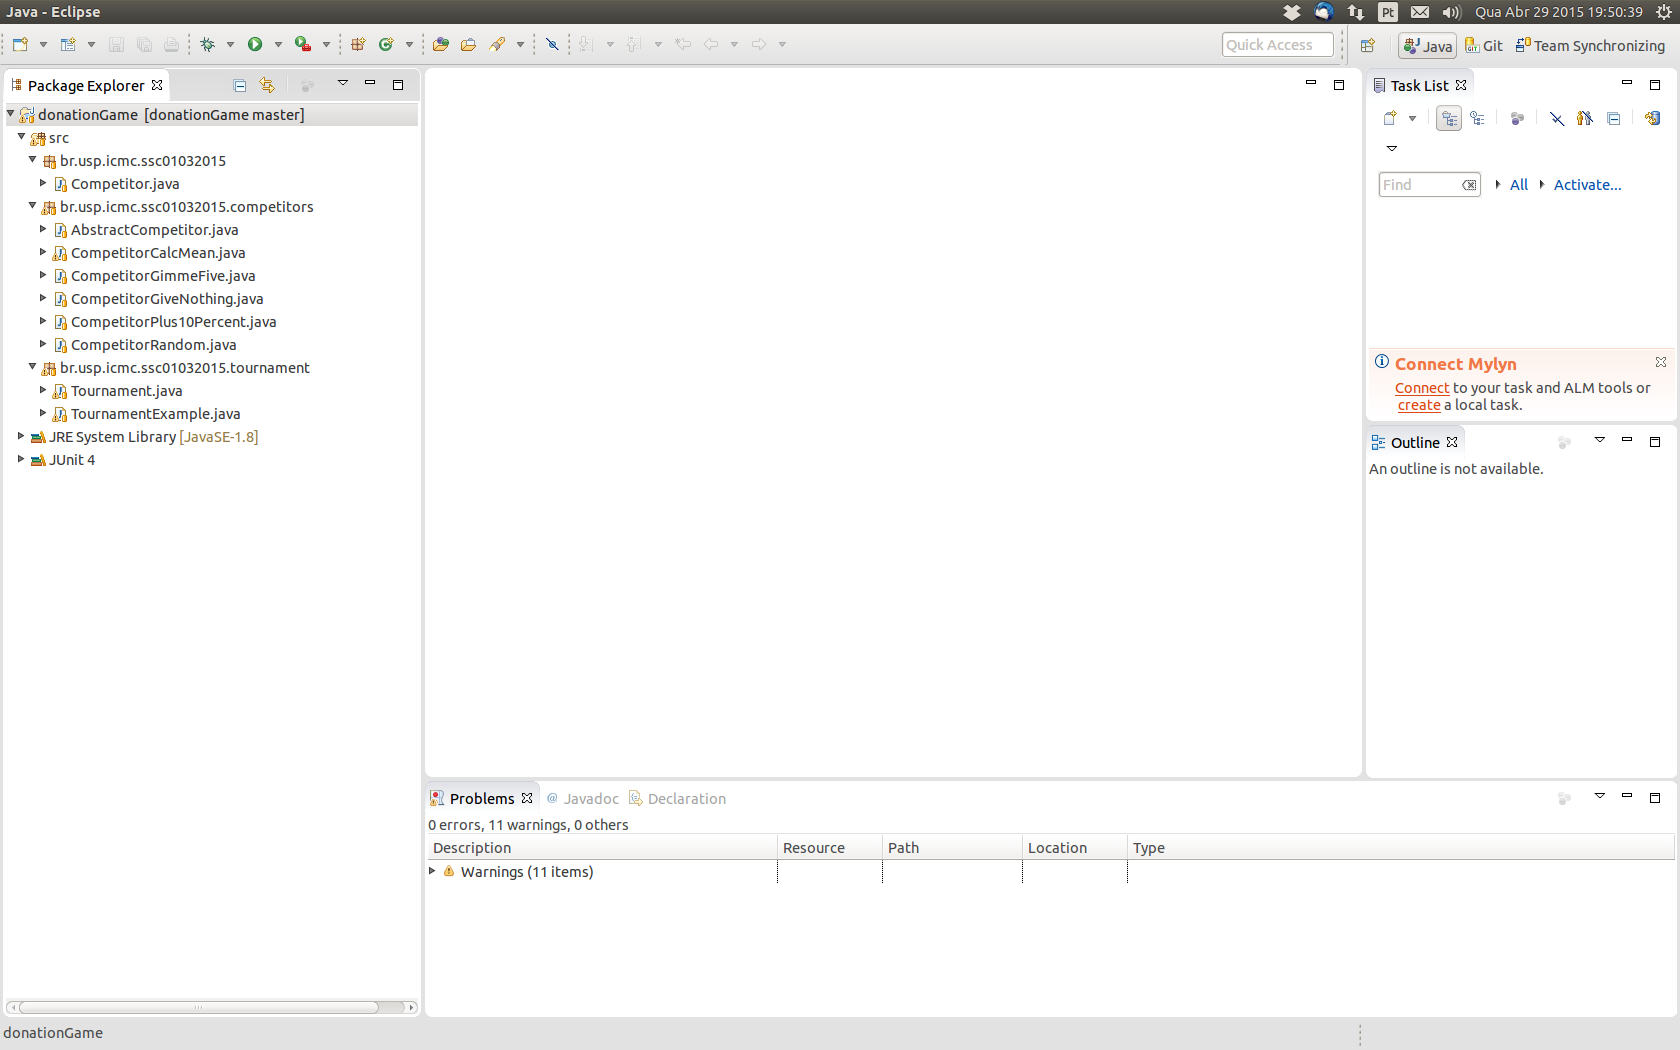 Java - Eclipse
Pt
Qua Abr 29 2015 19:50:39
Quick Access
Java
Git
Team Synchronizing
Package Explorer
donationGame [donationGame master]
src
br.usp.icmc.ssc01032015
Competitor.java
br.usp.icmc.ssc01032015.competitors
AbstractCompetitor.java
CompetitorCalcMean.java
CompetitorGimmeFive.java
CompetitorGiveNothing.java
CompetitorPlus10Percent.java
CompetitorRandom.java
br.usp.icmc.ssc01032015.tournament
Tournament.java
TournamentExample.java
JRE System Library [JavaSE-1.8]
JUnit 4
Task List
Find
All
Activate...
Connect Mylyn
Connect to your task and ALM tools or
create a local task.
Outline
An outline is not available.
Problems
@ Javadoc
Declaration
0 errors, 11 warnings, 0 others
Description
Resource
Path
Location
Type
Warnings (11 items)
donationGame